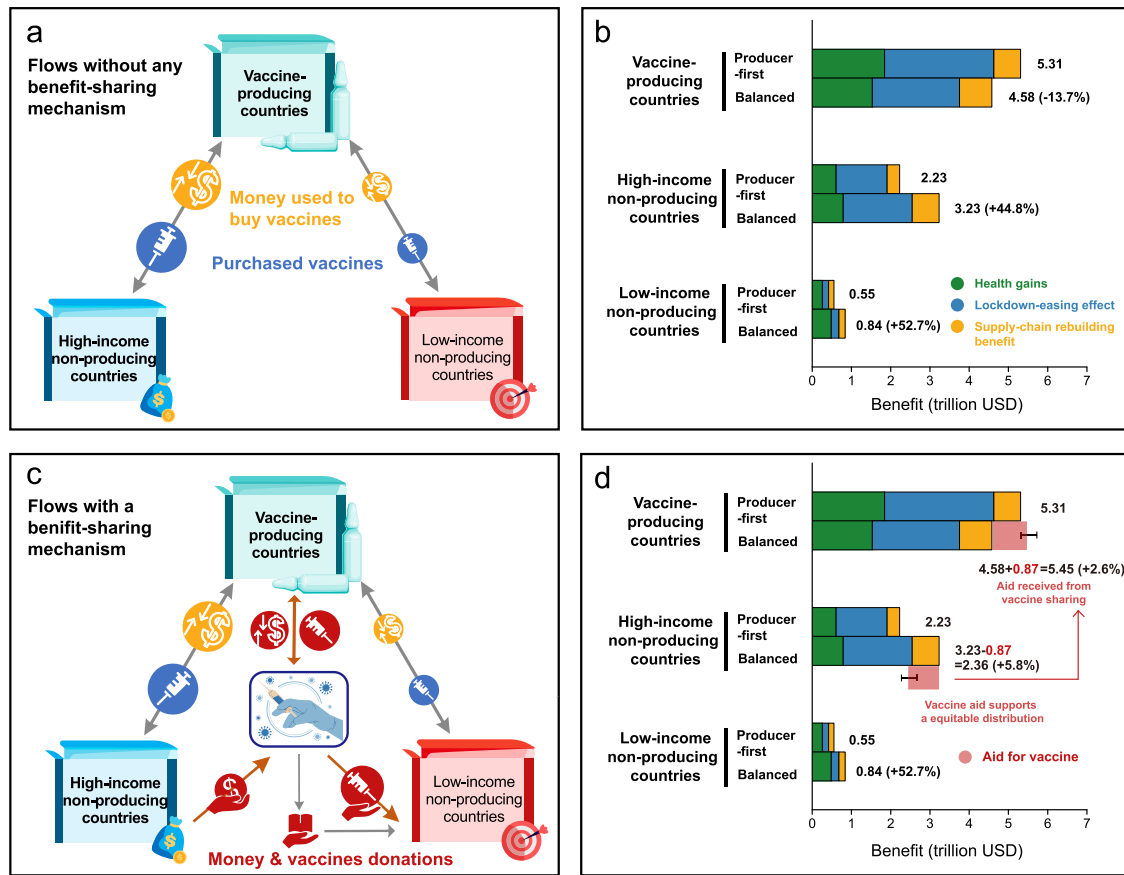 a
Flows without any
benefit-sharing
mechanism
Vaccine-
producing
countries
Money used to
buy vaccines
Purchased vaccines
High-income
non-producing
countries
Low-income
non-producing
countries
b
Vaccine-
producing
countries
Producer
-first
Balanced
5.31
4.58 (-13.7%)
High-income
non-producing
countries
Producer
-first
Balanced
2.23
3.23 (+44.8%)
Low-income
non-producing
countries
Producer
-first
Balanced
0.55
0.84 (+52.7%)
Health gains
Lockdown-easing effect
Supply-chain rebuilding
benefit
0 1 2 3 4 5 6 7
Benefit (trillion USD)
c
Flows with a
benifit-sharing
mechanism
Vaccine-
producing
countries
High-income
non-producing
countries
Low-income
non-producing
countries
Money & vaccines donations
d
Vaccine-
producing
countries
Producer
-first
Balanced
5.31
4.58+0.87=5.45 (+2.6%)
Aid received from
vaccine sharing
High-income
non-producing
countries
Producer
-first
Balanced
2.23
3.23-0.87
=2.36 (+5.8%)
Vaccine aid supports
a equitable distribution
Low-income
non-producing
countries
Producer
-first
Balanced
0.55
0.84 (+52.7%)
Aid for vaccine
0 1 2 3 4 5 6 7
Benefit (trillion USD)